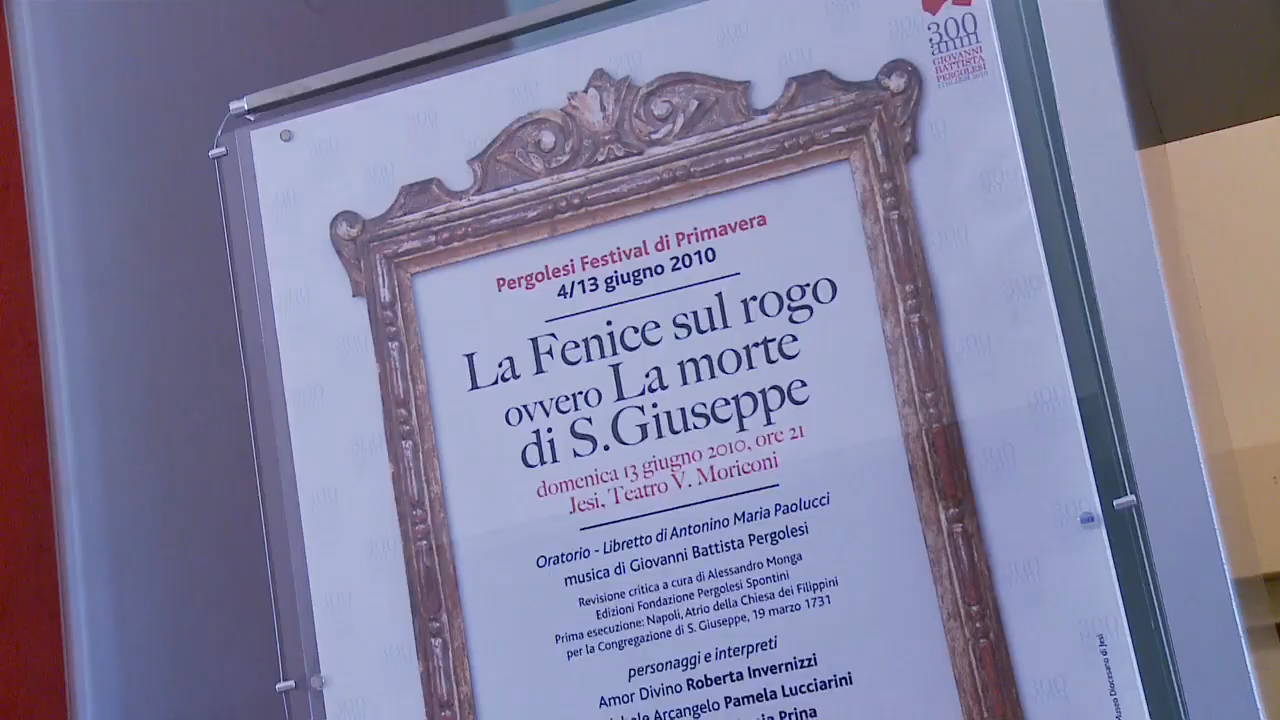 300
anni
GIOVANNI
BATTISTA
PERGOLESI
Pergolesi Festival di Primavera
4/13 giugno 2010
La Fenice sul rogo
ovvero La morte
di S.Giuseppe
domenica 13 giugno 2010, ore 21
Jesi, Teatro V. Moriconi
Oratorio - Libretto di Antonino Maria Paolucci
musica di Giovanni Battista Pergolesi
Revisione critica a cura di Alessandro Monga
Edizioni Fondazione Pergolesi Spontini
Prima esecuzione: Napoli, Atrio della Chiesa dei Filippini
per la Congregazione di S. Giuseppe, 19 marzo 1731
personaggi e interpreti
Amor Divino Roberta Invernizzi
Arcangelo Pamela Lucciarini
Prina
Diocesano di Jesi